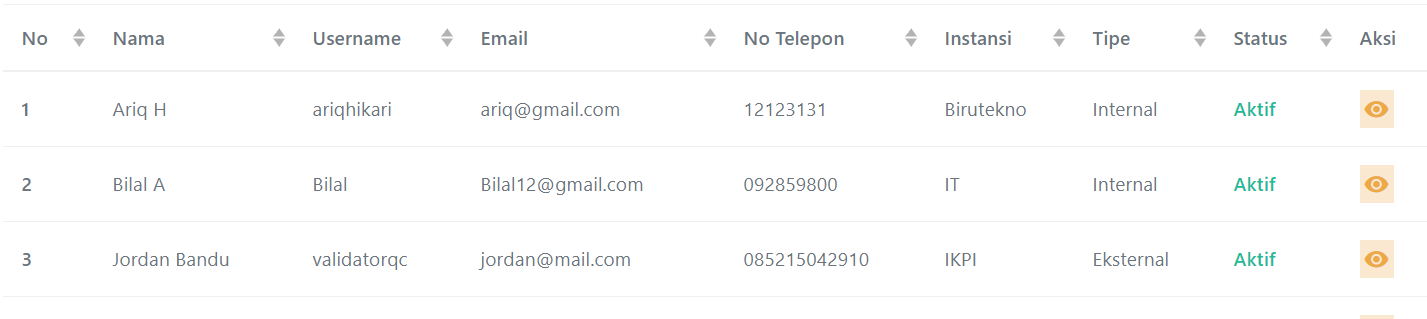 No Nama Username Email No Telepon Instansi Tipe Status Aksi
1 Ariq H ariqhikari ariq@gmail.com 12123131 Birutekno Internal Aktif
2 Bilal A Bilal Bilal12@gmail.com 092859800 IT Internal Aktif
3 Jordan Bandu validatorqc jordan@mail.com 085215042910 IKPI Eksternal Aktif